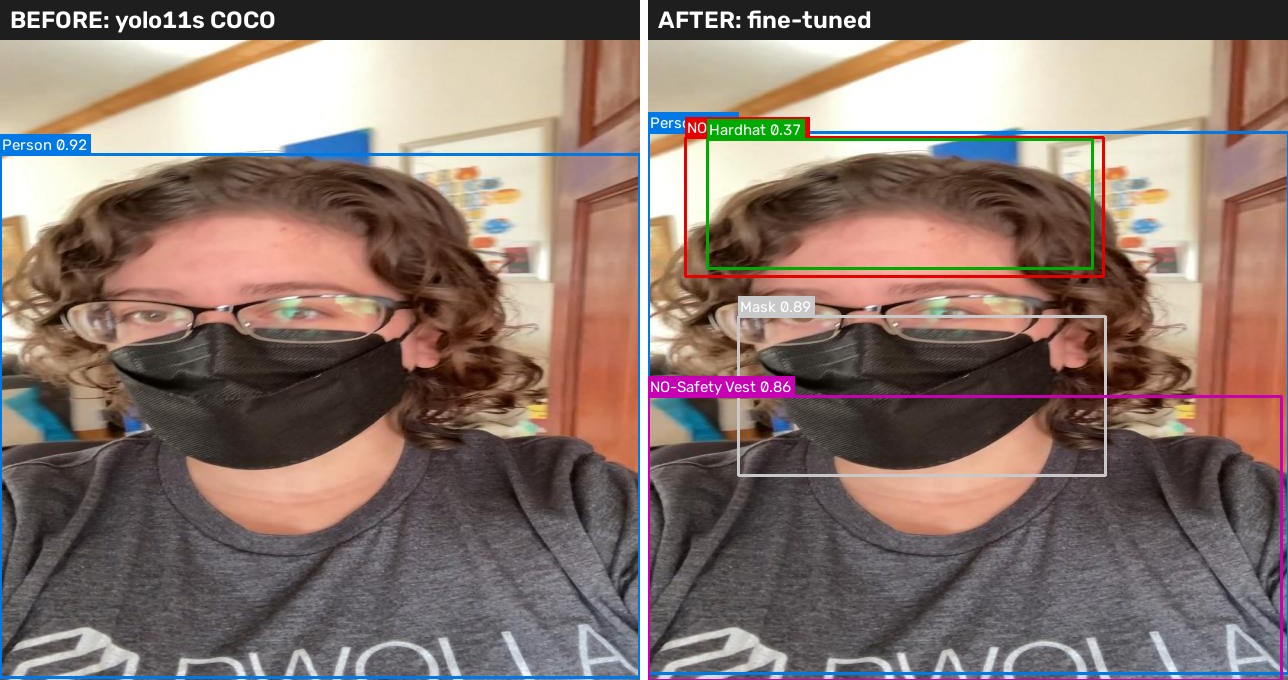 BEFORE: yolo11s COCO
AFTER: fine-tuned
Person 0.92
NO
Hardhat 0.37
Mask 0.89
NO-Safety Vest 0.86
DWOLLA